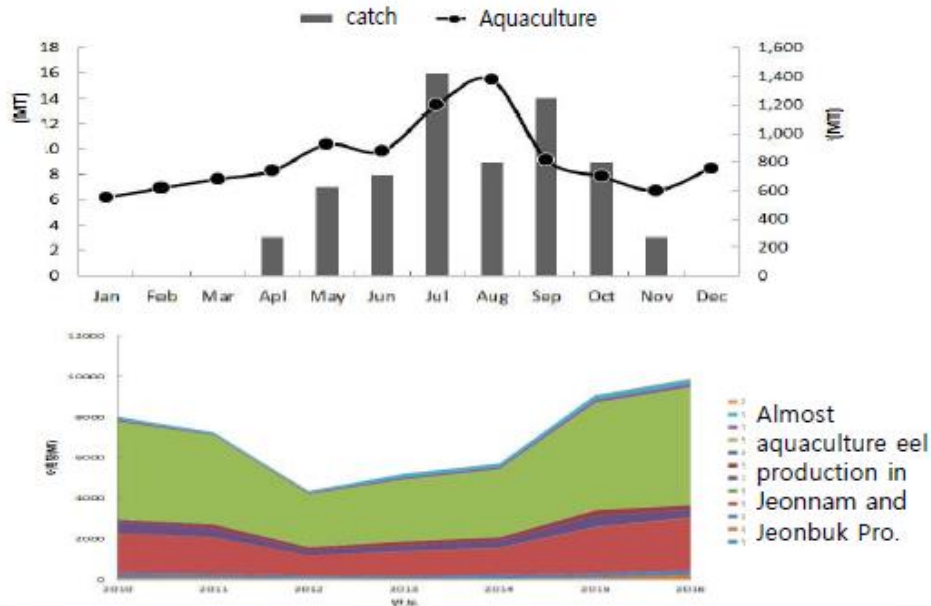 catch Aquaculture
18 1,600
16 1,400
14 1,200
12 1,000
10 800
8 600
6 400
4 200
2 0
0
(MT) (MT)
Jan Feb Mar Apl May Jun Jul Aug Sep Oct Nov Dec
12000
10000
8000
6000
4000
2000
0
2010 2011 2012 2013 2014 2015 2016
Almost
aquaculture eel
production in
Jeonnam and
Jeonbuk Pro.